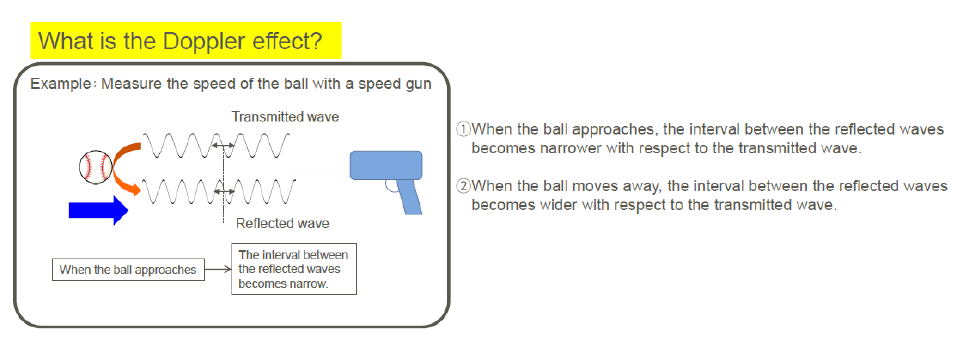 What is the Doppler effect?
Example: Measure the speed of the ball with a speed gun
Transmitted wave
Reflected wave
When the ball approaches
The interval between
the reflected waves
becomes narrow.
①When the ball approaches, the interval between the reflected waves
becomes narrower with respect to the transmitted wave.
②When the ball moves away, the interval between the reflected waves
becomes wider with respect to the transmitted wave.